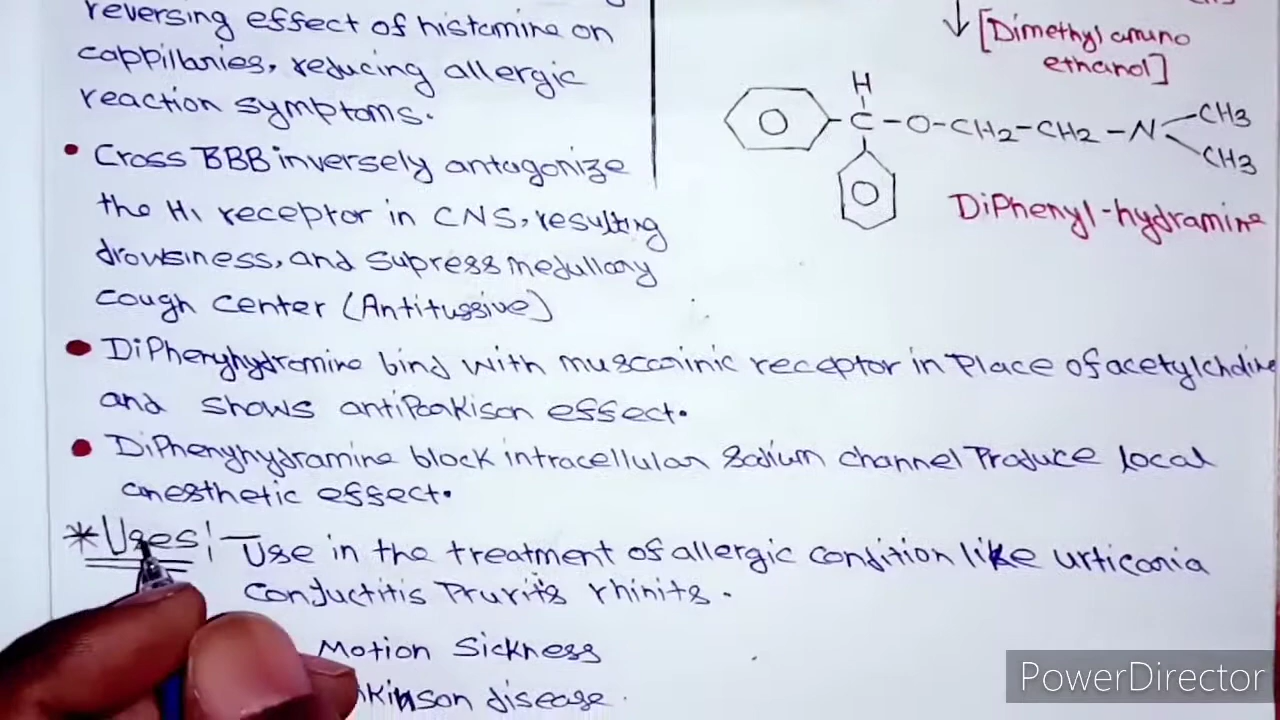 reversing effect of histamine on
cappillaries, reducing allergic
reaction symptoms.
• Cross BBB inversely antagonize
the H1 receptor in CNS, resulting
drowsiness, and supress medullary
cough center (Antitussive)
↓ [Dimethyl amino
ethanol]
H
C-O-CH2-CH2-N
CH3
CH3
DiPhenyl-hydramine
• DiPhenyhydramine bind with muscarinic receptor in Place of acetylcholine
and shows antiParkison effect.
• DiPhenyhydramine block intracellular sodium channel Produce local
anesthetic effect.
*Uses:- Use in the treatment of allergic condition like urticaria
Conjuctitis Prurits rhinits.
Motion Sickness
kinson disease.
PowerDirector